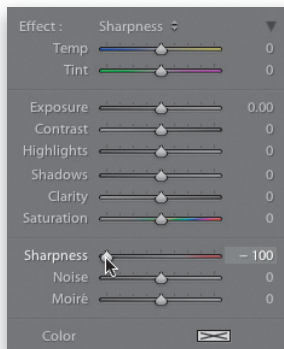 Effect : Sharpness
Temp 0
Tint 0
Exposure 0.00
Contrast 0
Highlights 0
Shadows 0
Clarity 0
Saturation 0
Sharpness – 100
Noise 0
Moiré 0
Color